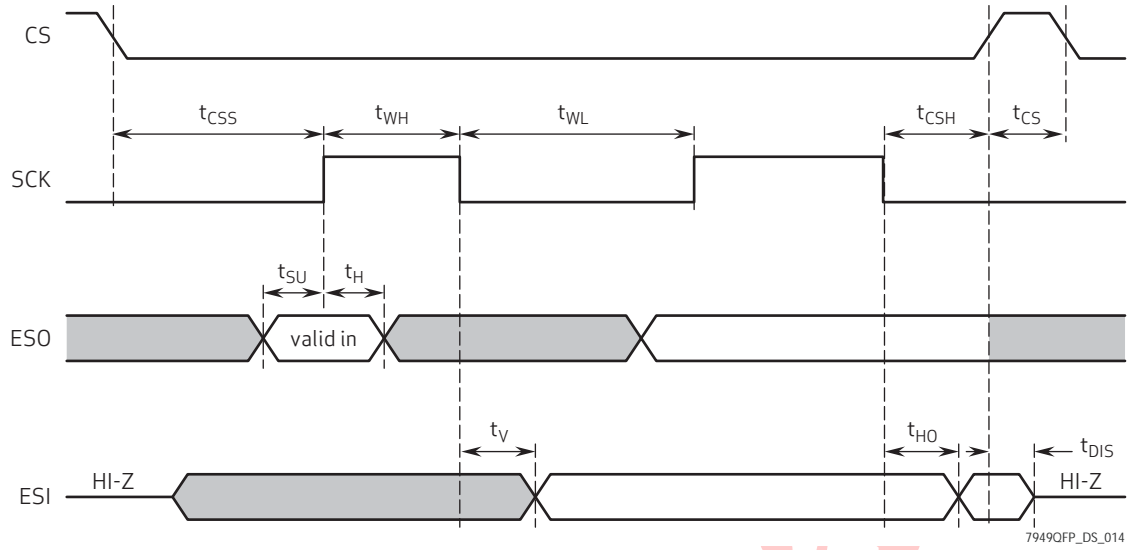 CS
tCSS
tWH
tWL
tCSH
tCS
SCK
tSU
tH
ESO
valid in
tV
tHO
tDIS
ESI
HI-Z
HI-Z
7949QFP_DS_014